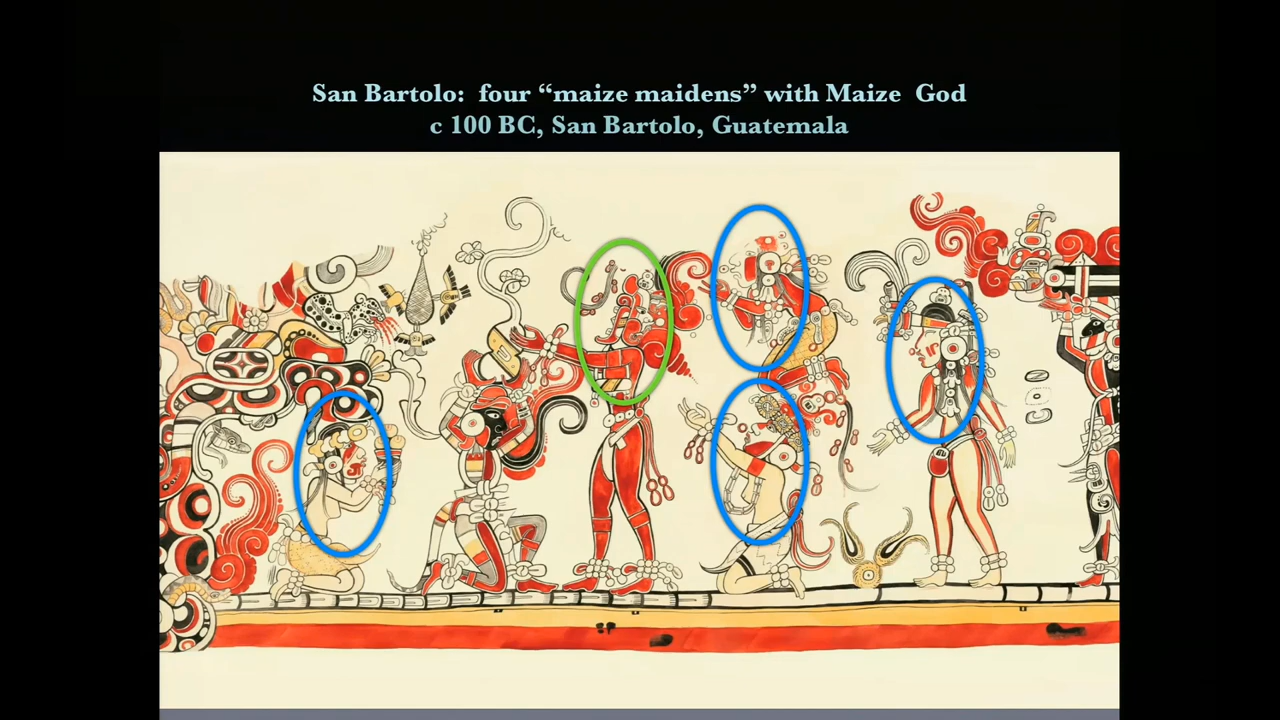 San Bartolo: four “maize maidens” with Maize God
c 100 BC, San Bartolo, Guatemala